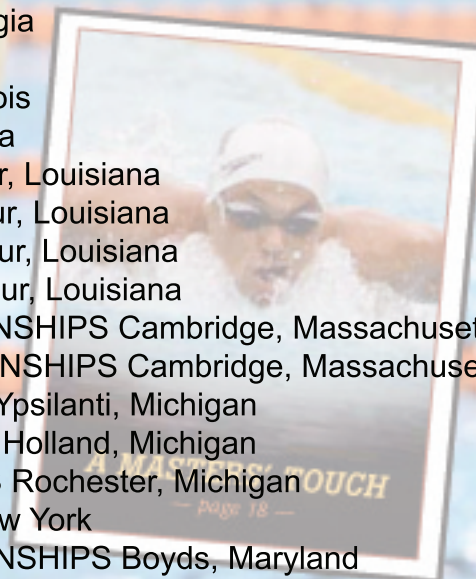 gia
ois
a
r, Louisiana
ur, Louisiana
ur, Louisiana
ur, Louisiana
NSHIPS Cambridge, Massachuset
NSHIPS Cambridge, Massachuse
Ypsilanti, Michigan
Holland, Michigan
Rochester, Michigan
w York
NSHIPS Boyds, Maryland
A MASTERS' TOUCH
— page 18 —